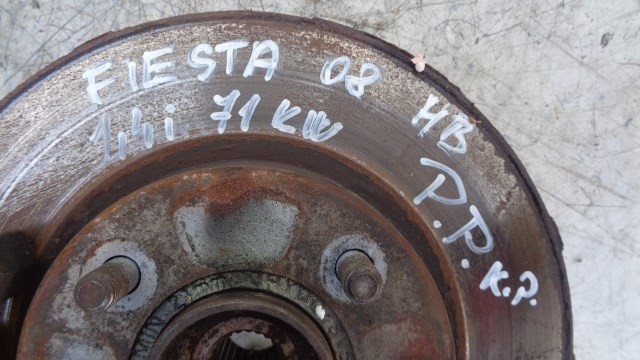 FIESTA 08 HB
1,4i 71 KW
P.P. K.P.